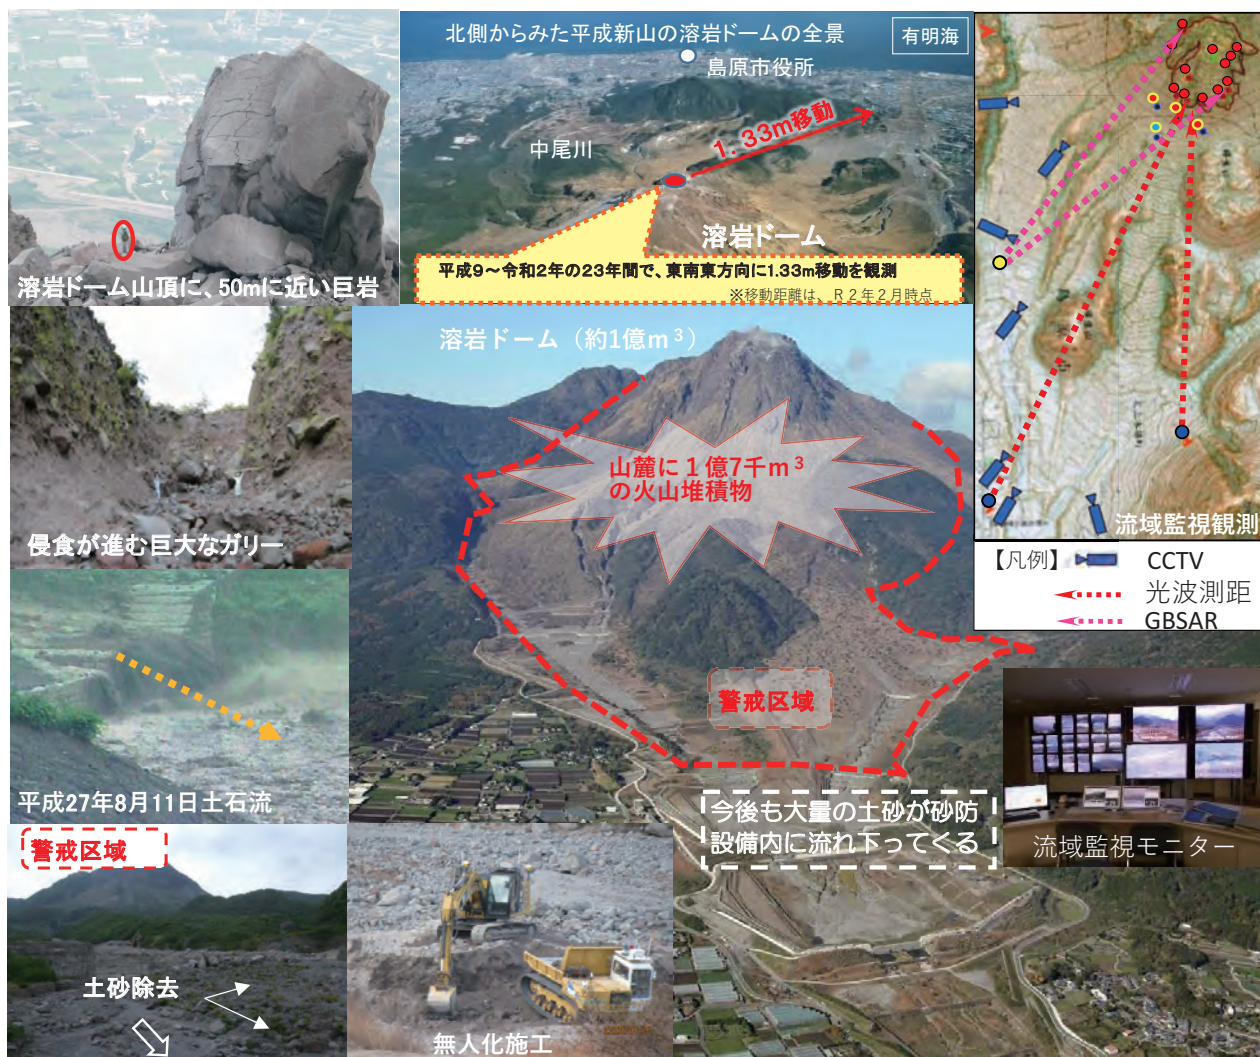 溶岩ドーム山頂に、50mに近い巨岩
北側からみた平成新山の溶岩ドームの全景
有明海
島原市役所
中尾川
1.33m移動
溶岩ドーム
平成9～令和2年の23年間で、東南東方向に1.33m移動を観測
※移動距離は、R2年2月時点
流域監視観測
【凡例】
CCTV
光波測距
GBSAR
侵食が進む巨大なガリー
溶岩ドーム（約1億m³）
山麓に1億7千m³
の火山堆積物
警戒区域
平成27年8月11日土石流
今後も大量の土砂が砂防
設備内に流れ下ってくる
流域監視モニター
警戒区域
土砂除去
無人化施工